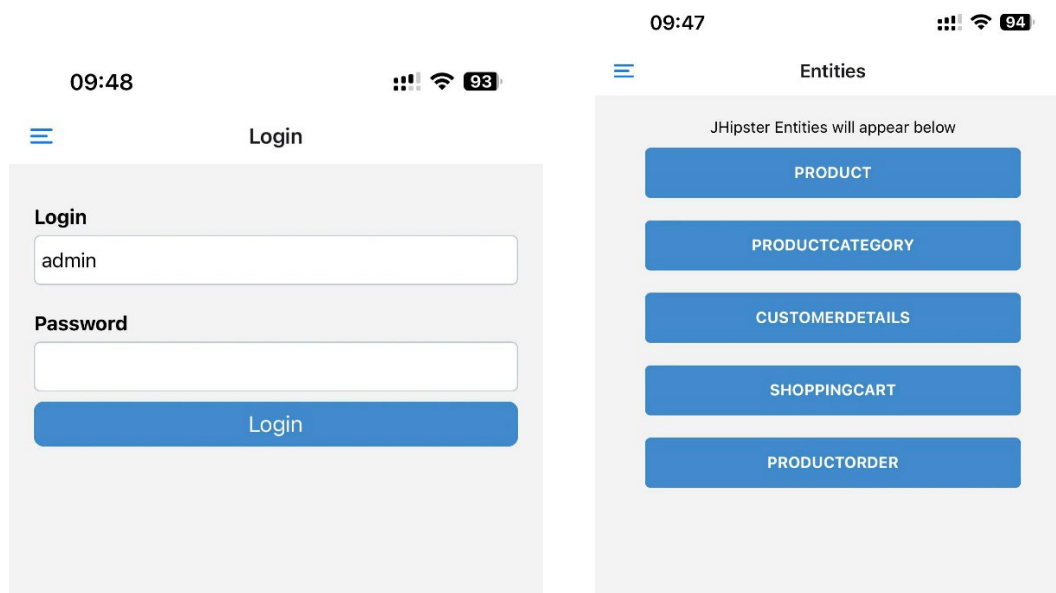 09:48
93
Login
Login
admin
Password
Login
09:47
94
Entities
JHipster Entities will appear below
PRODUCT
PRODUCTCATEGORY
CUSTOMERDETAILS
SHOPPINGCART
PRODUCTORDER